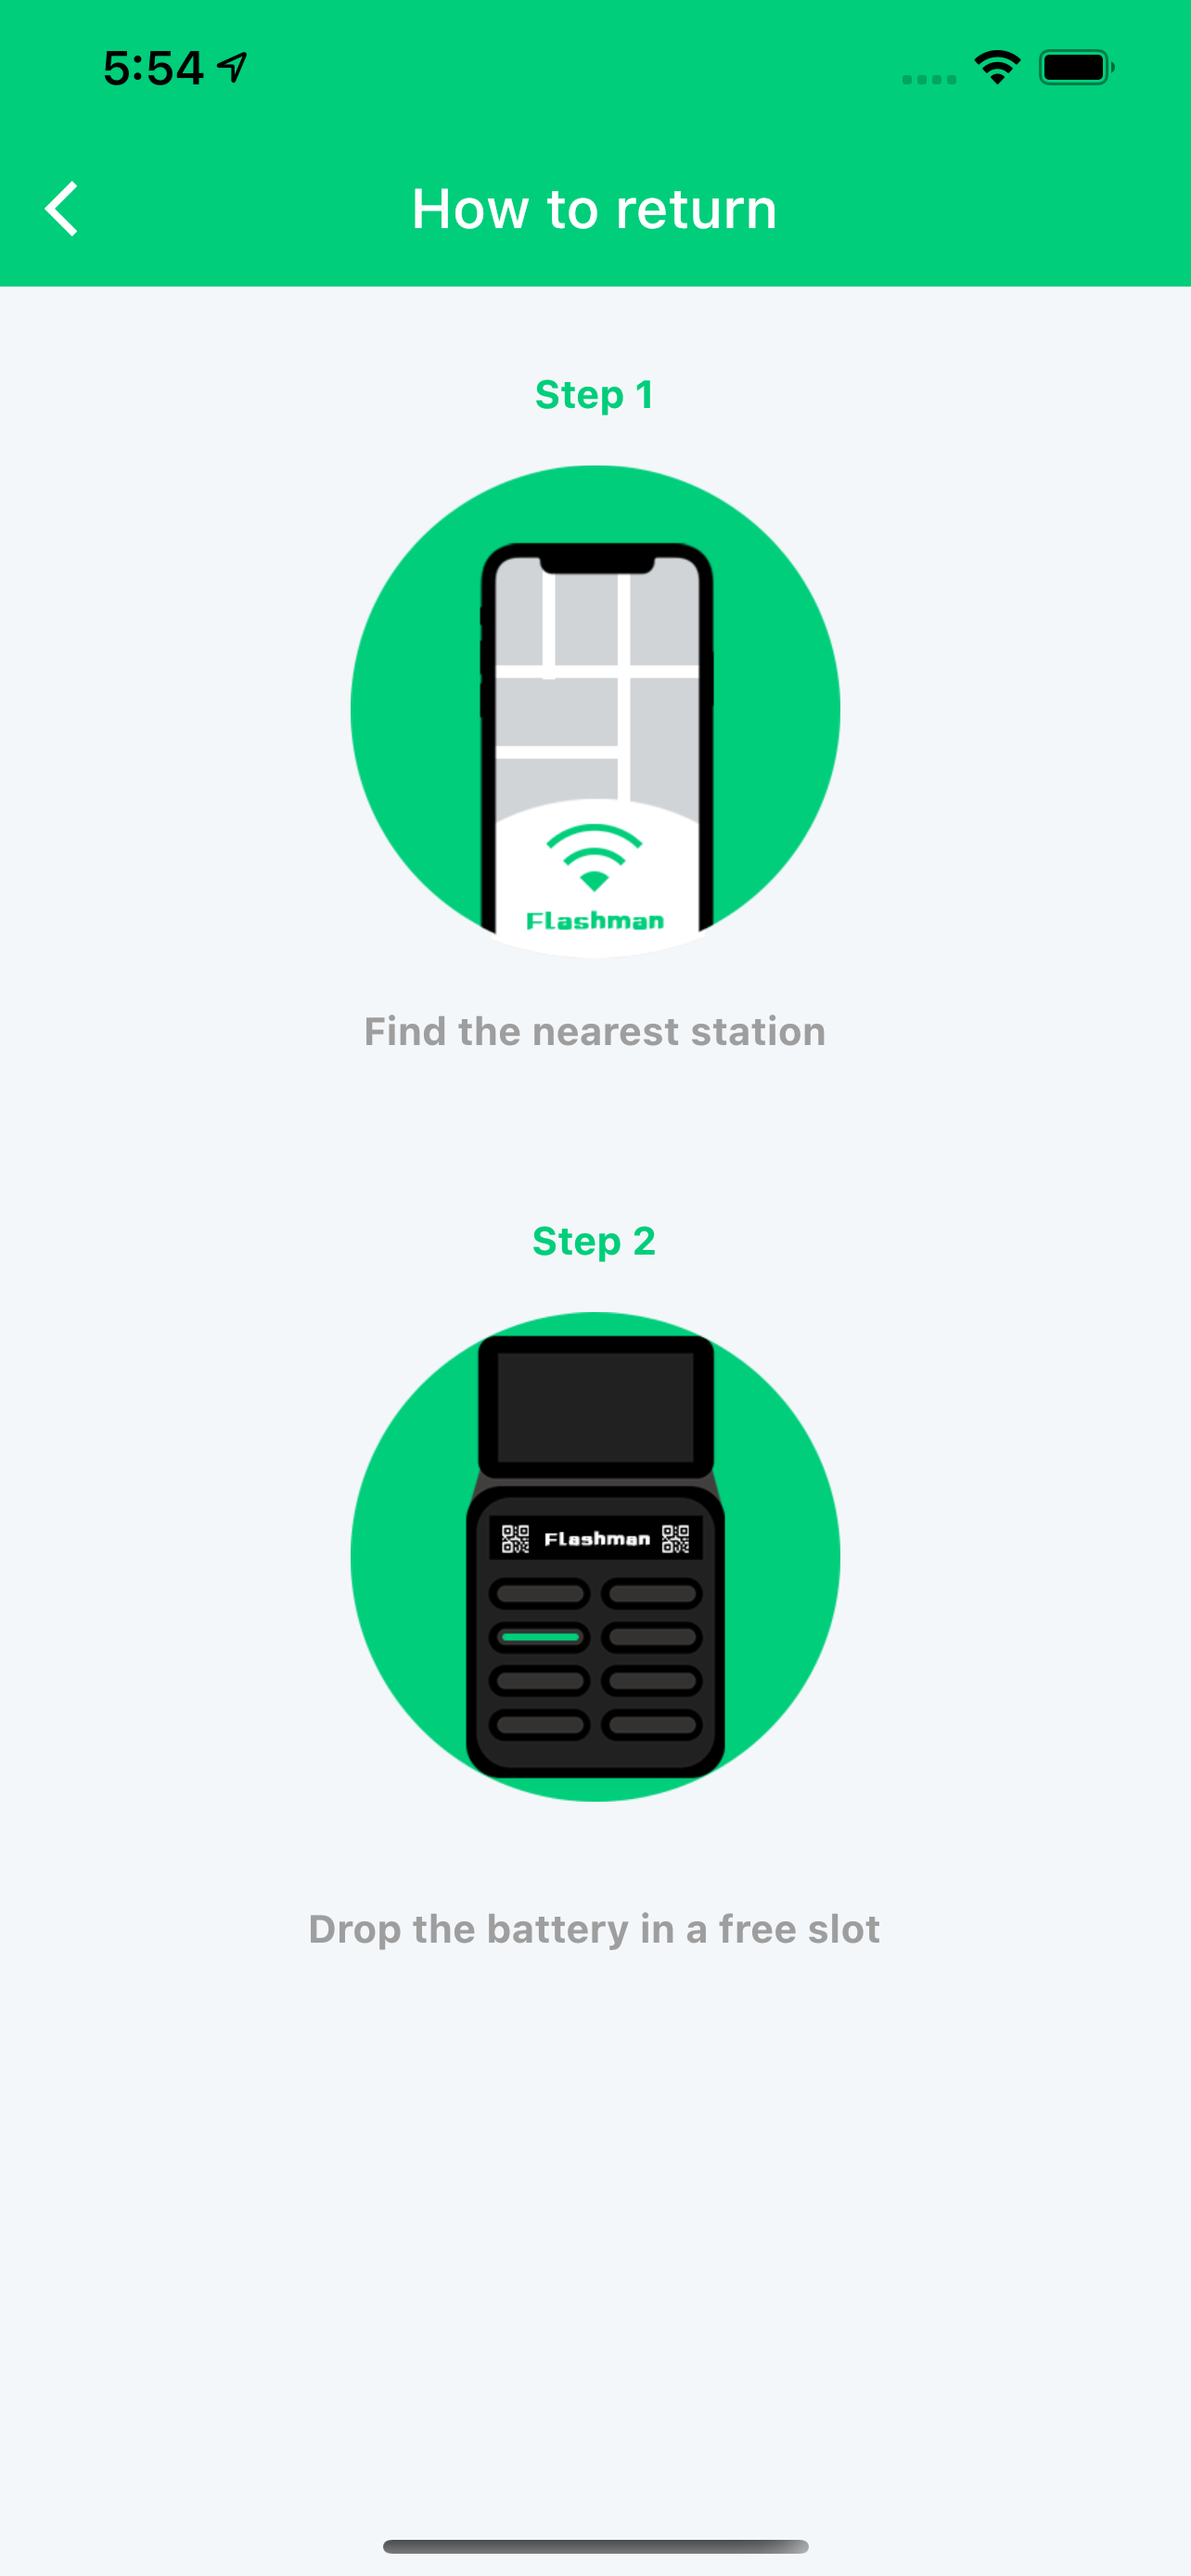 5:54
How to return
Step 1
Flashman
Find the nearest station
Step 2
Flashman
Drop the battery in a free slot